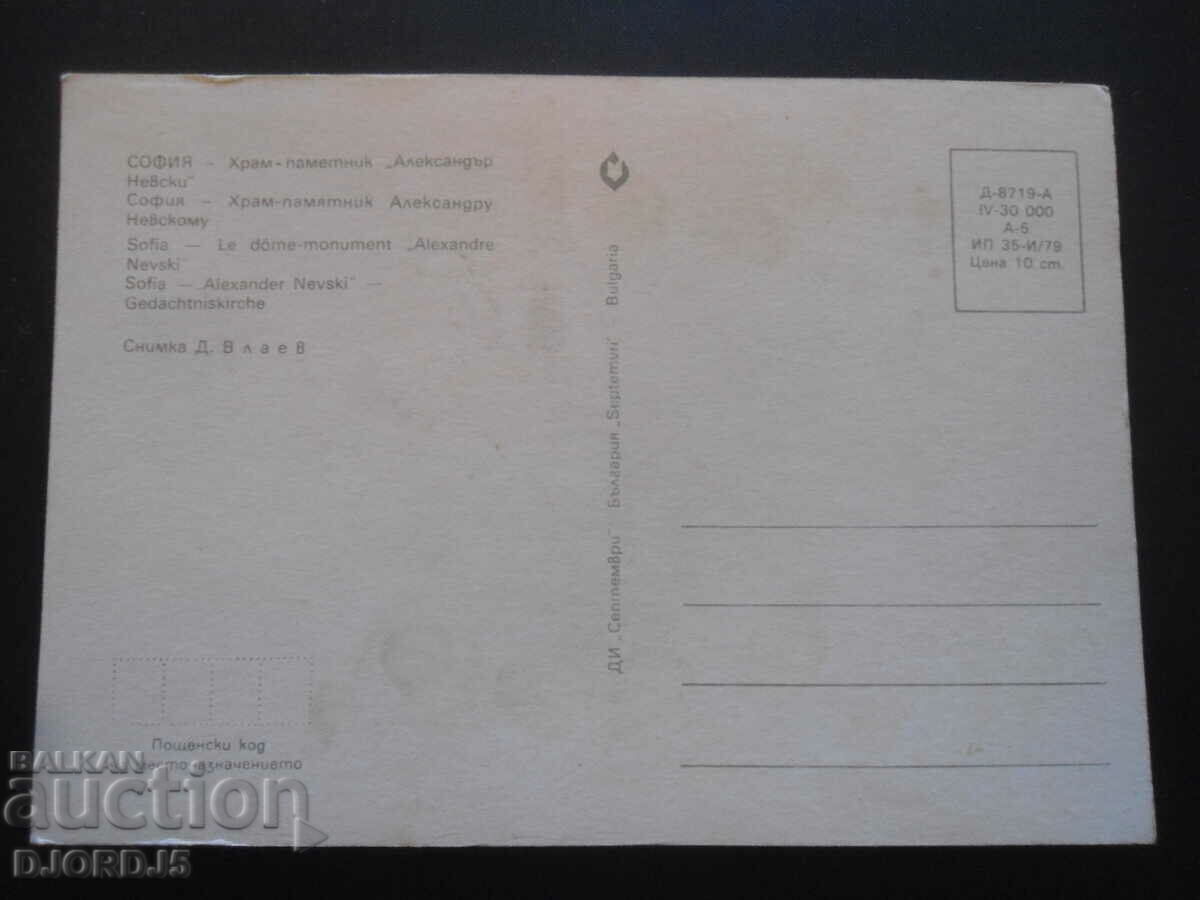 СОФИЯ – Храм-паметник „Александър
Невски"
София – Храм-памятник Александру
Невскому
Sofia — Le dôme-monument „Alexandre
Nevski"
Sofia — „Alexander Nevski" —
Gedachtniskirche
Снимка Д. Влаев
ДИ „Септември" България „Septemvri" - Bulgaria
Д-8719-А
IV-30 000
А-6
ИП 35-И/79
Цена 10 ст.
Пощенски код
местоназначението
BALKAN
auction
DJORDJ5